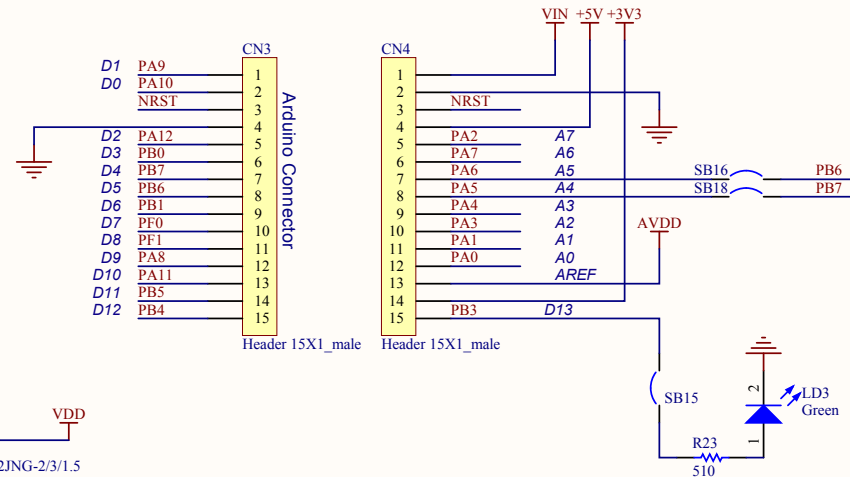 VIN +5V +3V3
CN3
CN4
D1 PA9 1
D0 PA10 2
NRST 3
4
D2 PA12 5
D3 PB0 6
D4 PB7 7
D5 PB6 8
D6 PB1 9
D7 PF0 10
D8 PF1 11
D9 PA8 12
D10 PA11 13
D11 PB5 14
D12 PB4 15
Arduino Connector
Header 15X1_male
1
2
3 NRST
4
5 PA2 A7
6 PA7 A6
7 PA6 A5 SB16 PB6
8 PA5 A4 SB18 PB7
9 PA4 A3
10 PA3 A2
11 PA1 A1
12 PA0 A0
13 AREF
14
15 PB3 D13
Header 15X1_male
AVDD
SB15
2
LD3
Green
1
R23
510
VDD
2JNG-2/3/1.5